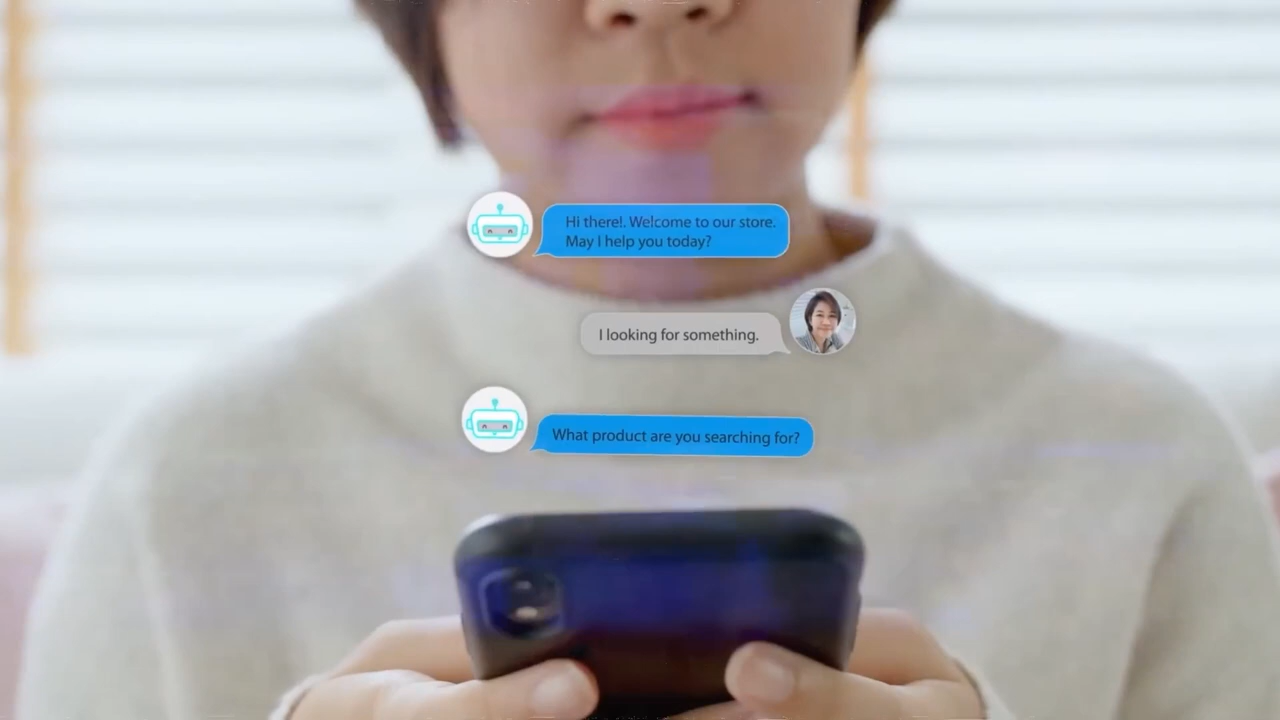 Hi there!. Welcome to our store.
May I help you today?
I looking for something.
What product are you searching for?